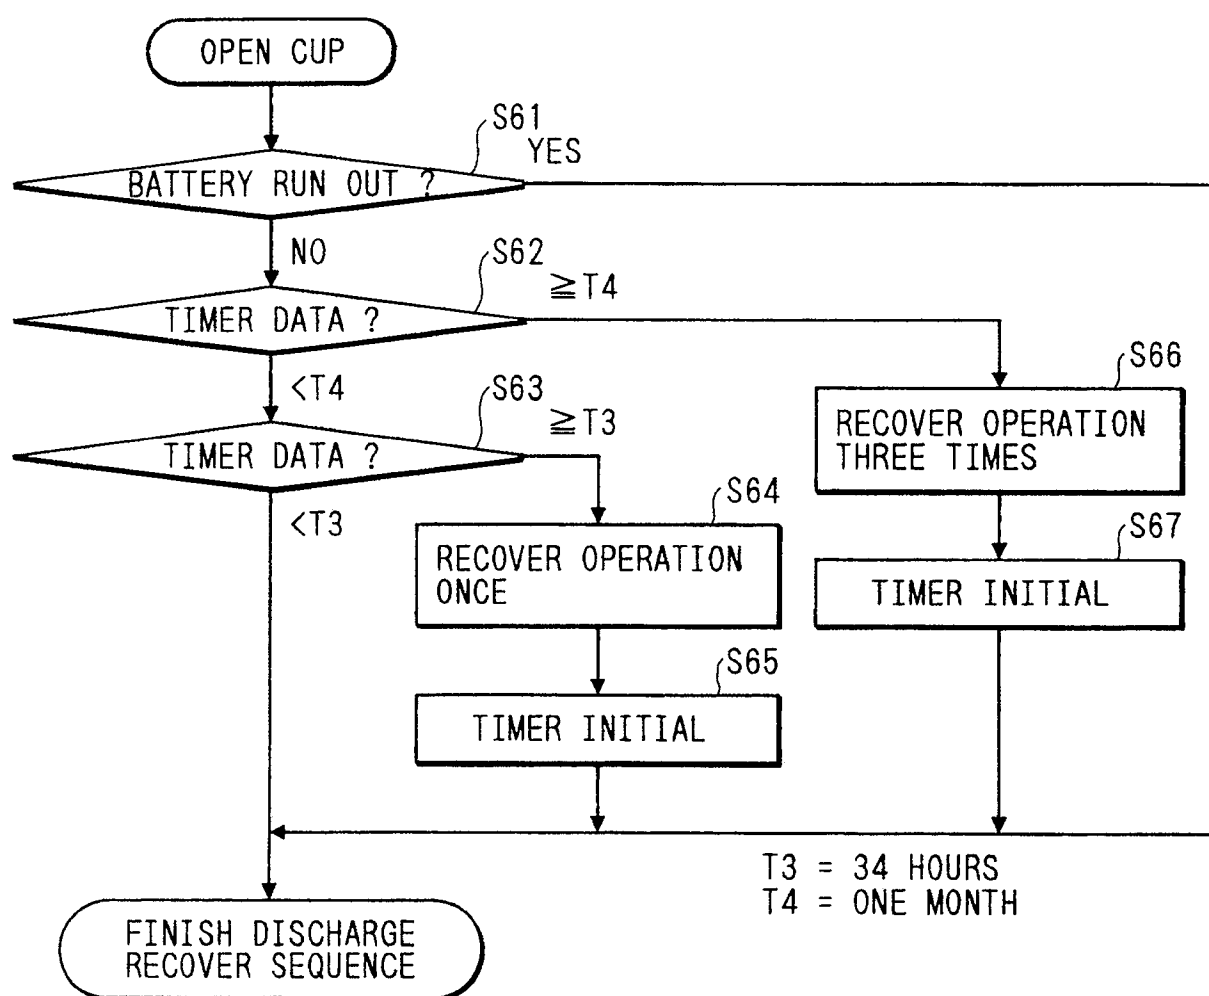 OPEN CUP
S61
YES
BATTERY RUN OUT ?
NO
S62
≧T4
TIMER DATA ?
<T4
S63
≧T3
TIMER DATA ?
<T3
S66
RECOVER OPERATION
THREE TIMES
S64
RECOVER OPERATION
ONCE
S67
TIMER INITIAL
S65
TIMER INITIAL
T3 = 34 HOURS
T4 = ONE MONTH
FINISH DISCHARGE
RECOVER SEQUENCE